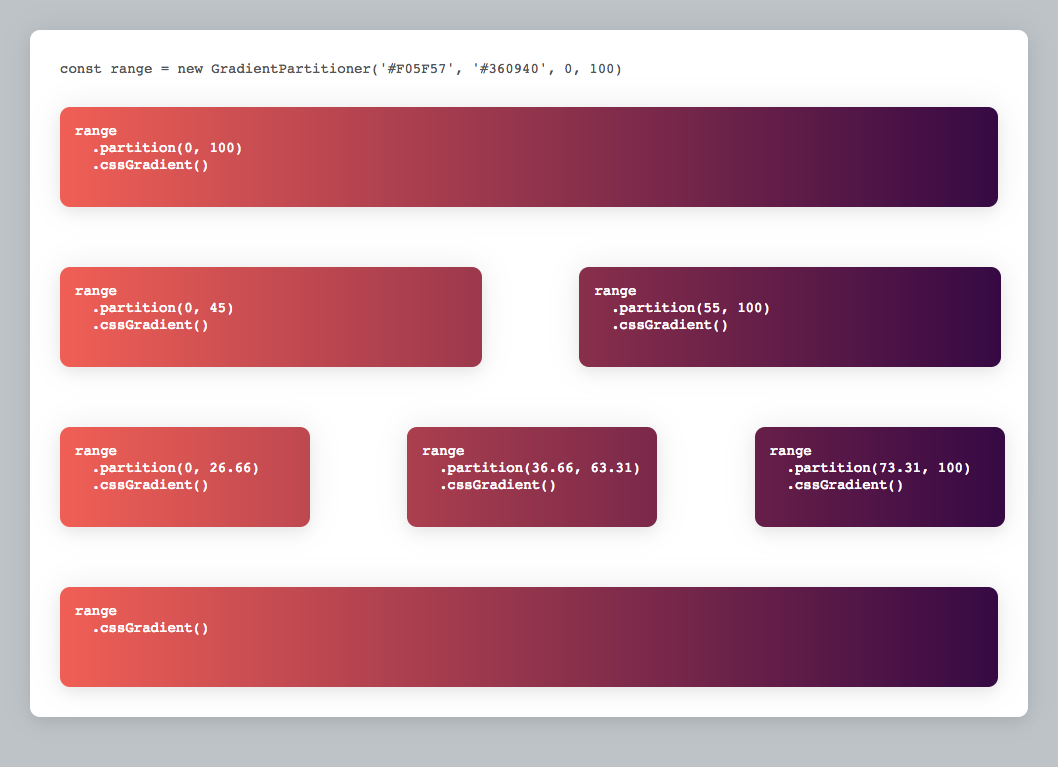 const range = new GradientPartitioner('#F05F57', '#360940', 0, 100)
range
  .partition(0, 100)
  .cssGradient()
range
  .partition(0, 45)
  .cssGradient()
range
  .partition(55, 100)
  .cssGradient()
range
  .partition(0, 26.66)
  .cssGradient()
range
  .partition(36.66, 63.31)
  .cssGradient()
range
  .partition(73.31, 100)
  .cssGradient()
range
  .cssGradient()